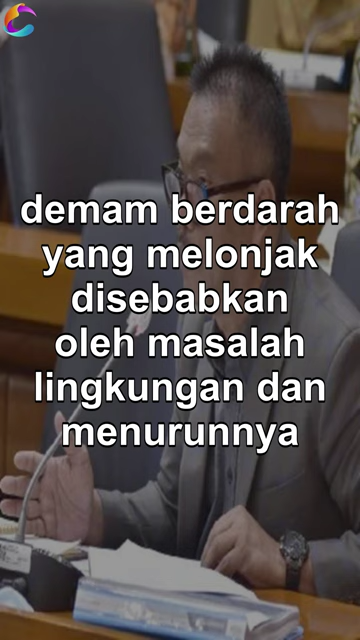 demam berdarah
yang melonjak
disebabkan
oleh masalah
lingkungan dan
menurunnya